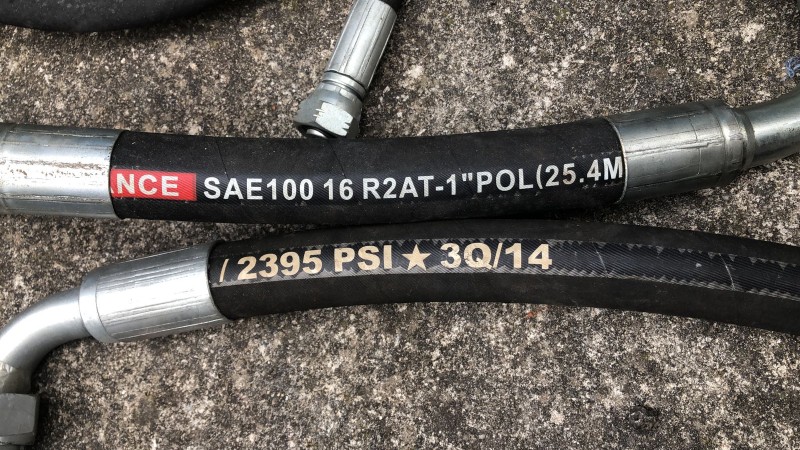 NCE SAE100 16 R2AT-1"POL(25.4M
/ 2395 PSI ★ 3Q/14